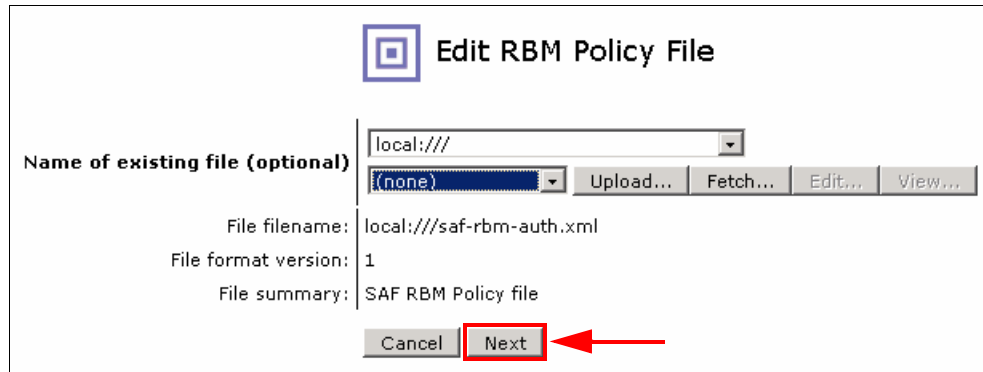 Edit RBM Policy File
local:///
Name of existing file (optional)
(none) Upload... Fetch... Edit... View...
File filename: local:///saf-rbm-auth.xml
File format version: 1
File summary: SAF RBM Policy file
Cancel Next